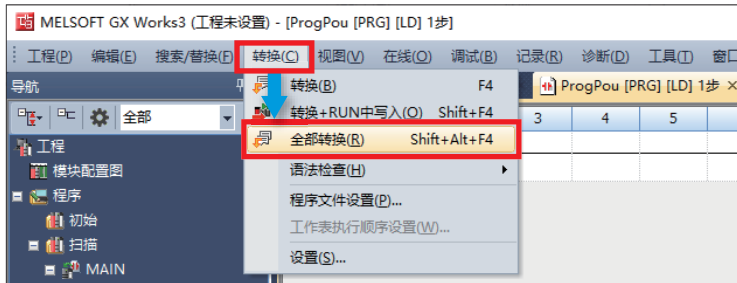 MELSOFT GX Works3 (工程未设置) - [ProgPou [PRG] [LD] 1步]
工程(P) 编辑(E) 搜索/替换(F) 转换(C) 视图(V) 在线(O) 调试(B) 记录(R) 诊断(D) 工具(T) 窗口
导航
转换(B) F4
ProgPou [PRG] [LD] 1步
全部
转换+RUN中写入(O) Shift+F4
3 4 5
工程
全部转换(R) Shift+Alt+F4
模块配置图
语法检查(H)
程序
程序文件设置(P)...
初始
工作表执行顺序设置(W)...
扫描
设置(S)...
MAIN